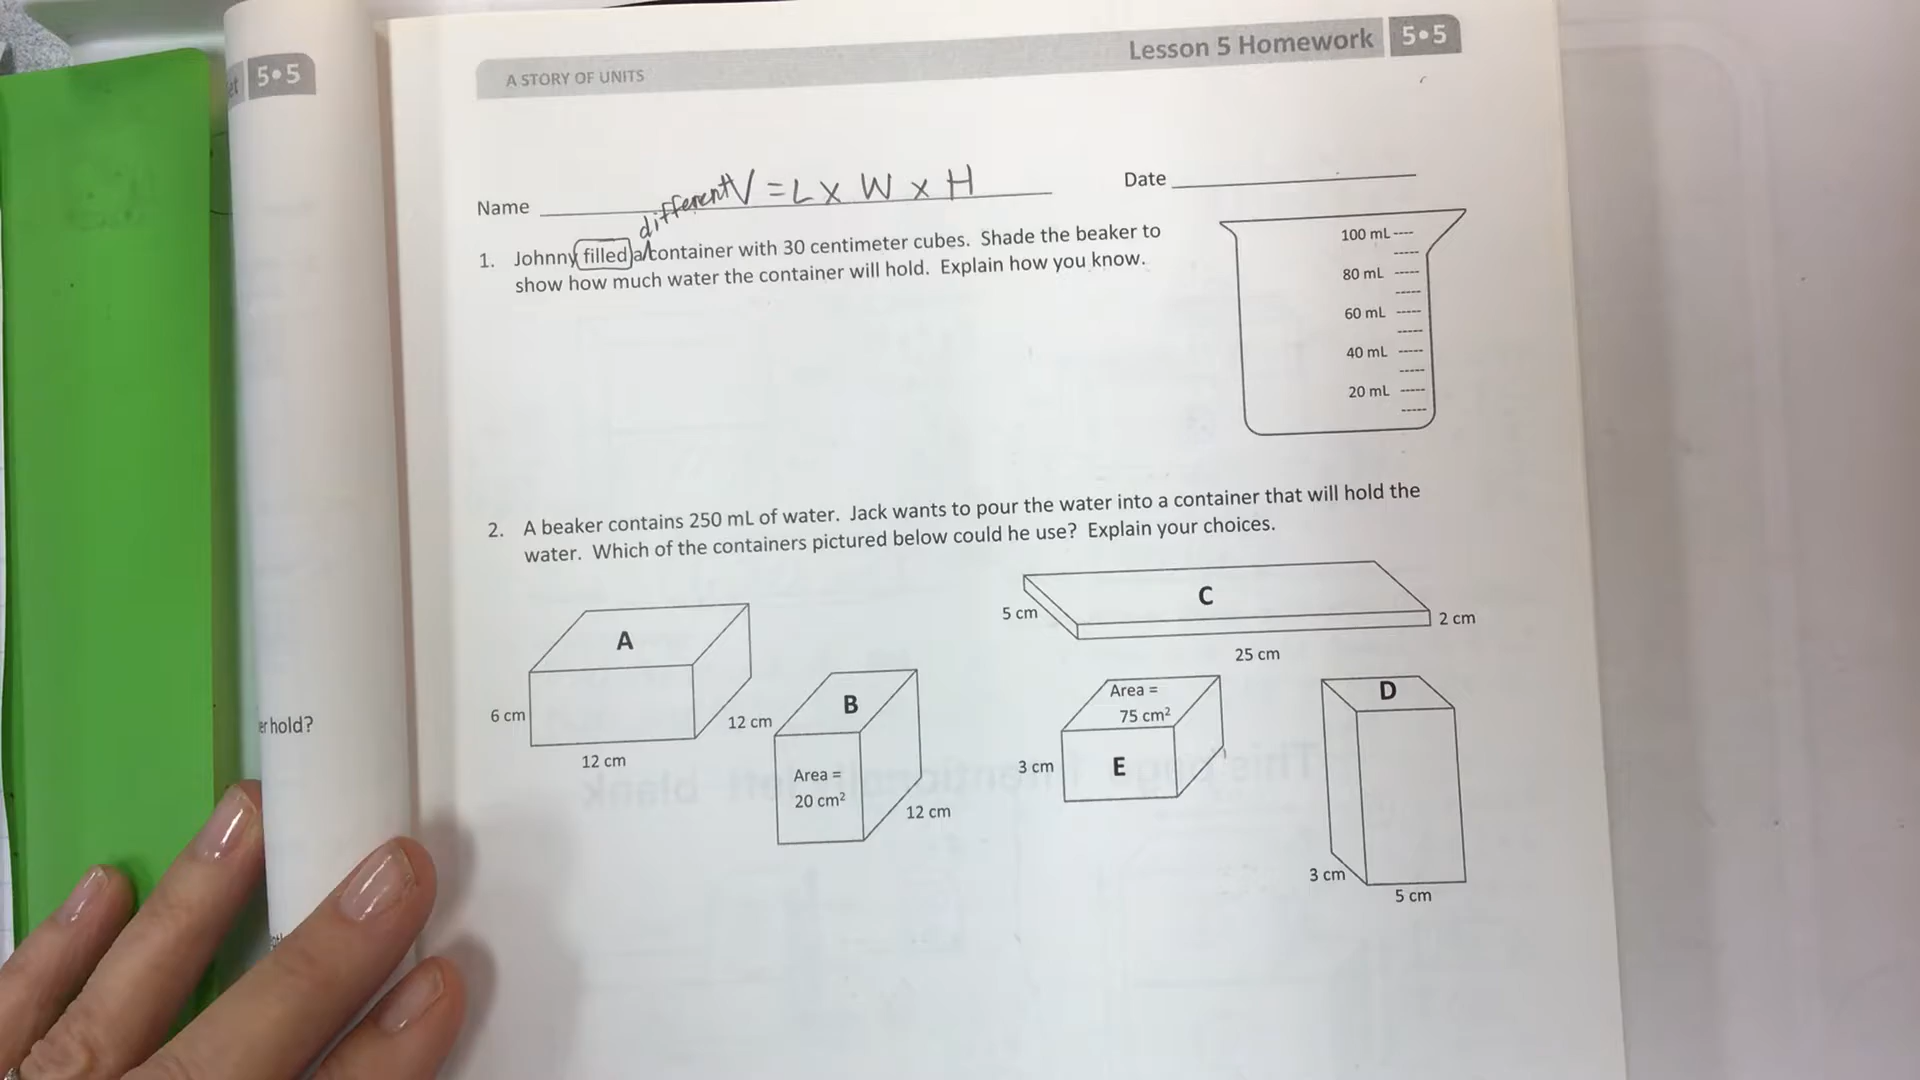 5•5
A STORY OF UNITS
Lesson 5 Homework 5•5
Name V = L x W x H
Date
different
1. Johnny filled a container with 30 centimeter cubes. Shade the beaker to
show how much water the container will hold. Explain how you know.
100 mL
80 mL
60 mL
40 mL
20 mL
2. A beaker contains 250 mL of water. Jack wants to pour the water into a container that will hold the
water. Which of the containers pictured below could he use? Explain your choices.
A
6 cm
12 cm
12 cm
B
Area =
20 cm²
12 cm
C
5 cm
2 cm
25 cm
Area =
75 cm²
3 cm
E
D
3 cm
5 cm
hold?